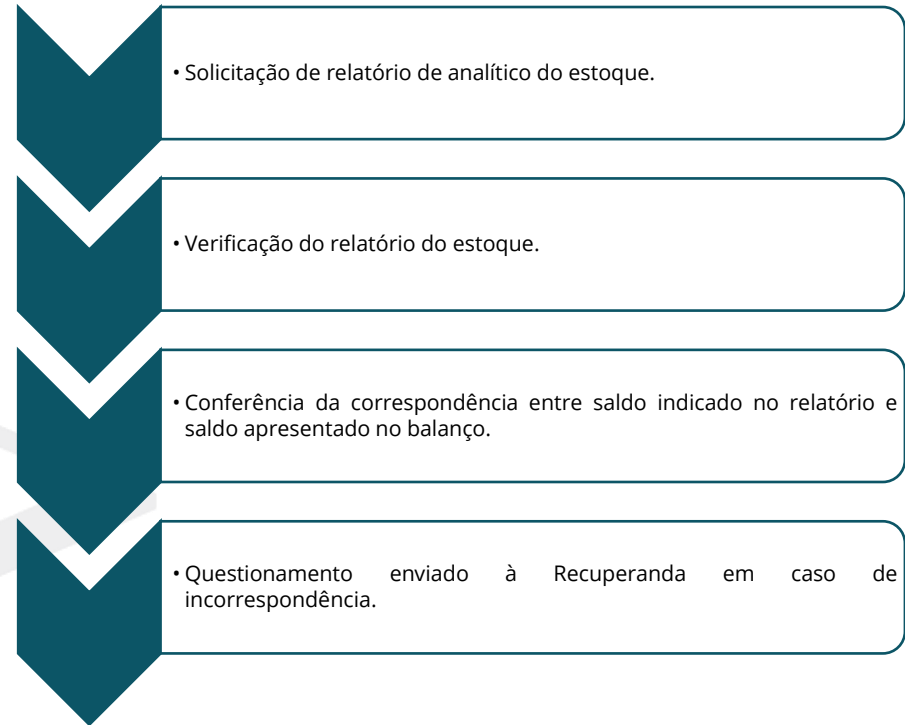 • Solicitação de relatório de analítico do estoque.
• Verificação do relatório do estoque.
• Conferência da correspondência entre saldo indicado no relatório e
saldo apresentado no balanço.
• Questionamento enviado à Recuperanda em caso de
incorrespondência.